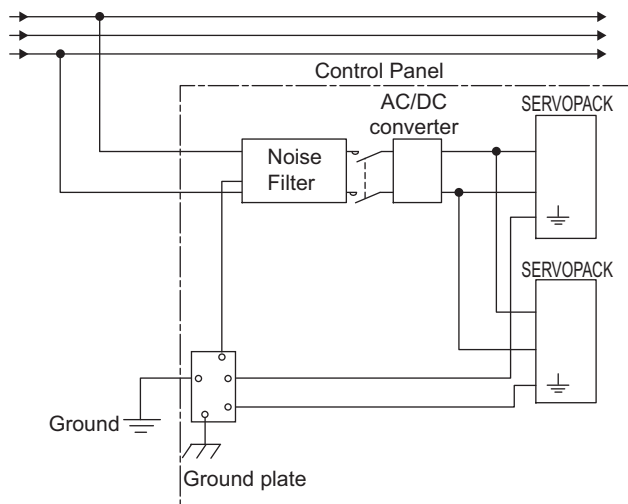 Control Panel
AC/DC
converter
SERVOPACK
Noise
Filter
SERVOPACK
Ground
Ground plate